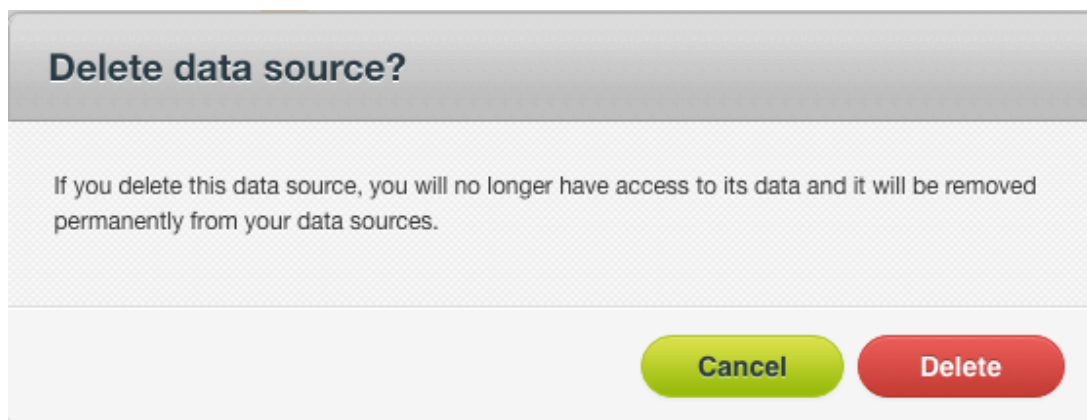 Delete data source?
If you delete this data source, you will no longer have access to its data and it will be removed
permanently from your data sources.
Cancel
Delete